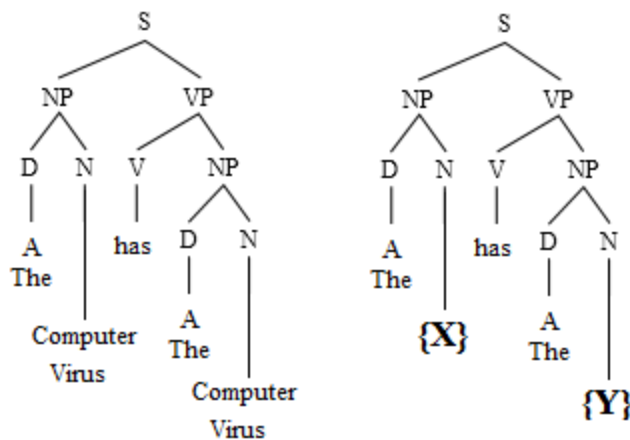 S
NP VP
D N V NP
A
The
has
D N
Computer
Virus
A
The
Computer
Virus
S
NP VP
D N V NP
A
The
has
D N
{X}
A
The
{Y}